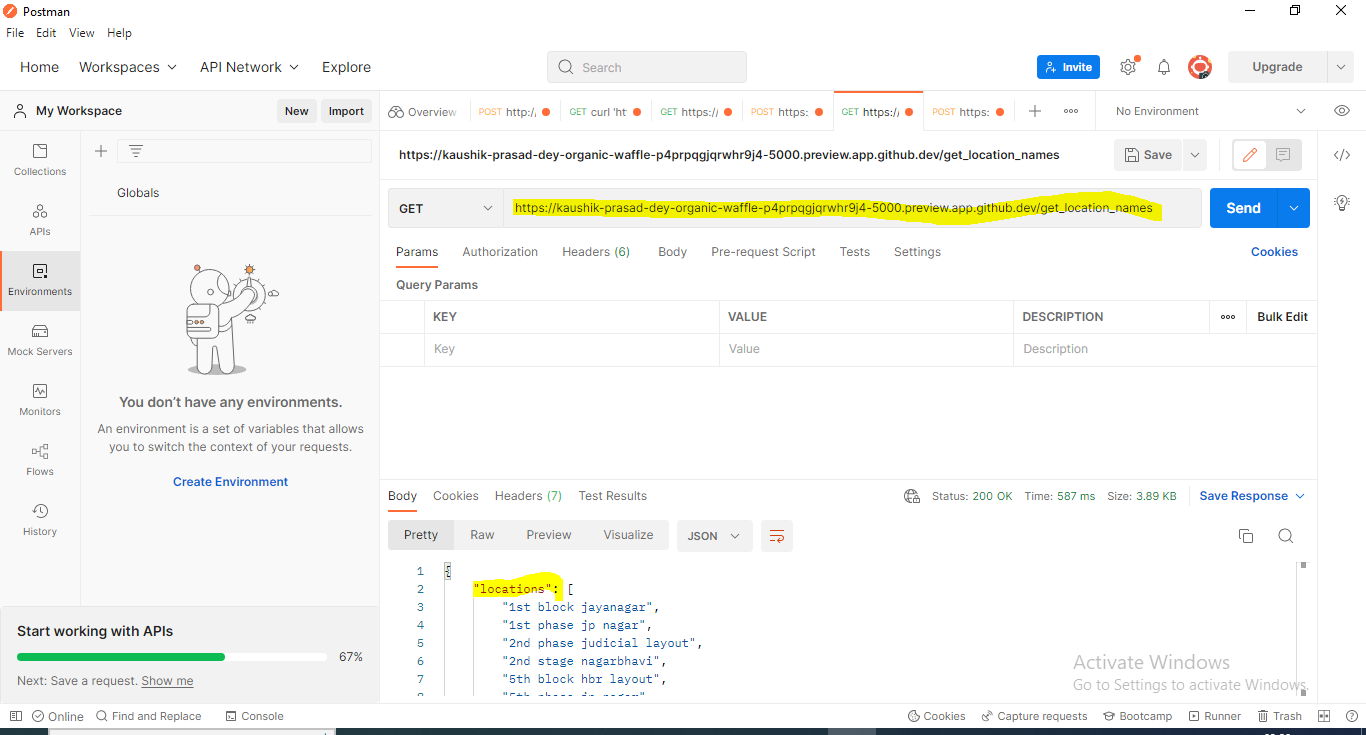 Postman
File Edit View Help
Home Workspaces API Network Explore Search Invite Upgrade
My Workspace New Import Overview POST http:/, GET curl 'ht GET https:// POST https: GET https:/, POST https: No Environment
Collections
APIs
Environments
Mock Servers
Monitors
Flows
History
Globals
You don't have any environments.
An environment is a set of variables that allows
you to switch the context of your requests.
Create Environment
Start working with APIs
67%
Next: Save a request. Show me
https://kaushik-prasad-dey-organic-waffle-p4prpqgjqrwhr9j4-5000.preview.app.github.dev/get_location_names Save
GET https://kaushik-prasad-dey-organic-waffle-p4prpqgjqrwhr9j4-5000.preview.app.github.dev/get_location_names Send
Params Authorization Headers (6) Body Pre-request Script Tests Settings Cookies
Query Params
KEY VALUE DESCRIPTION Bulk Edit
Key Value Description
Body Cookies Headers (7) Test Results Status: 200 OK Time: 587 ms Size: 3.89 KB Save Response
Pretty Raw Preview Visualize JSON
1 {
2 "locations": [
3 "1st block jayanagar",
4 "1st phase jp nagar",
5 "2nd phase judicial layout",
6 "2nd stage nagarbhavi",
7 "5th block hbr layout",
8 "5th phase jp nagar",
Activate Windows
Go to Settings to activate Windows.
Online Find and Replace Console Cookies Capture requests Bootcamp Runner Trash